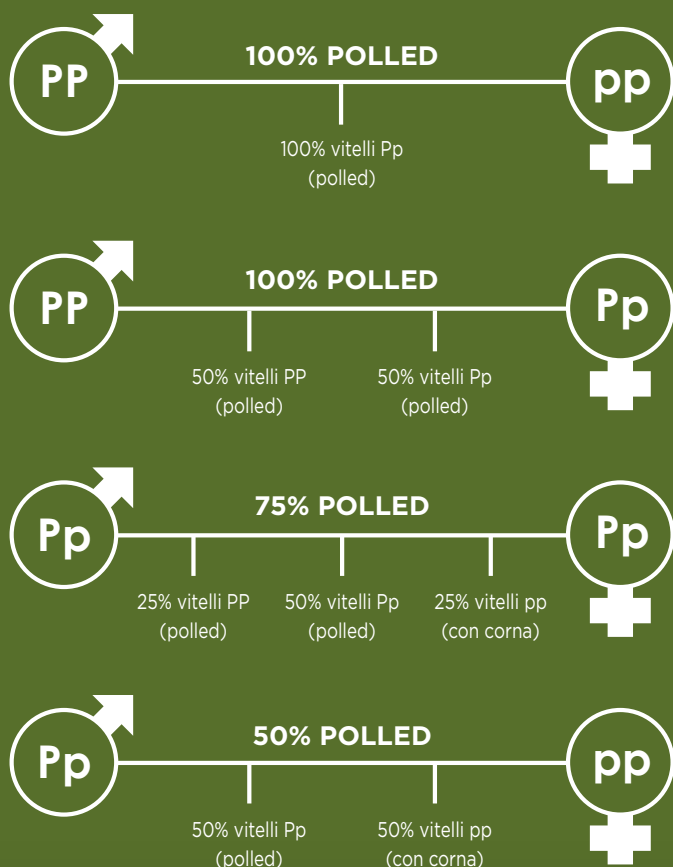 100% POLLED
PP
pp
100% vitelli Pp
(polled)
100% POLLED
PP
Pp
50% vitelli PP
(polled)
50% vitelli Pp
(polled)
75% POLLED
Pp
Pp
25% vitelli PP
(polled)
50% vitelli Pp
(polled)
25% vitelli pp
(con corna)
50% POLLED
Pp
pp
50% vitelli Pp
(polled)
50% vitelli pp
(con corna)